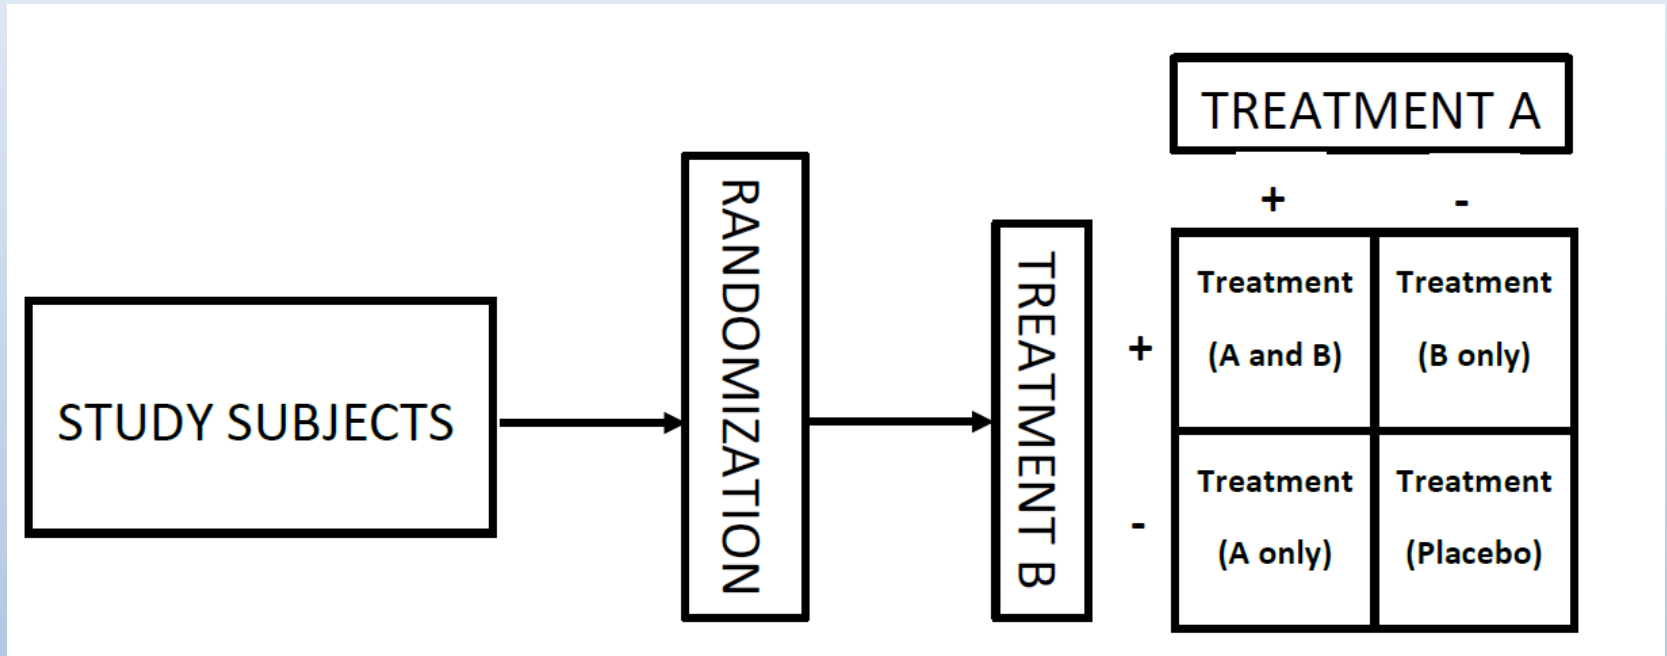 TREATMENT A
+ -
STUDY SUBJECTS
RANDOMIZATION
TREATMENT B
+
Treatment
(A and B)
Treatment
(B only)
-
Treatment
(A only)
Treatment
(Placebo)